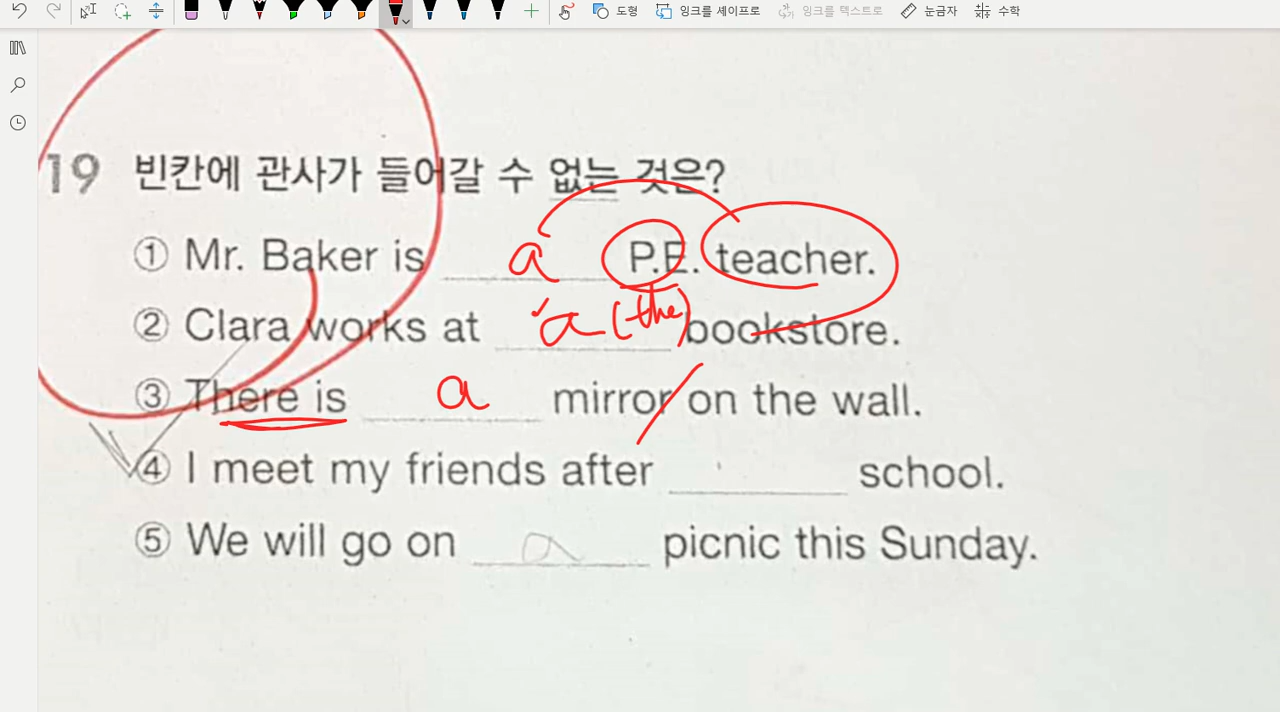 도형 잉크를 셰이프로 잉크를 텍스트로 눈금자 수학
19 빈칸에 관사가 들어갈 수 없는 것은?
① Mr. Baker is a P.E. teacher.
② Clara works at a (the) bookstore.
③ There is a mirror on the wall.
④ I meet my friends after school.
⑤ We will go on a picnic this Sunday.